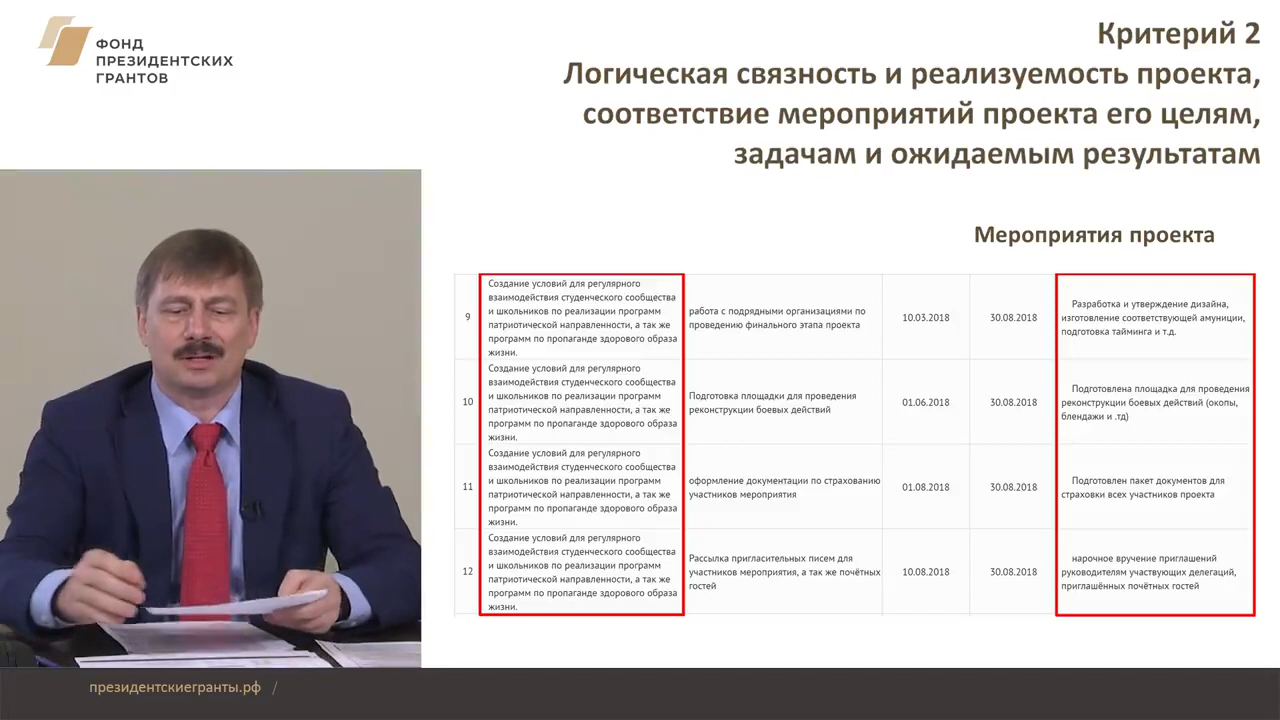 ФОНД
ПРЕЗИДЕНТСКИХ
ГРАНТОВ
Критерий 2
Логическая связность и реализуемость проекта,
соответствие мероприятий проекта его целям,
задачам и ожидаемым результатам
Мероприятия проекта
9
Создание условий для регулярного
взаимодействия студенческого сообщества
и школьников по реализации программ
патриотической направленности, а так же
программ по пропаганде здорового образа
жизни.
работа с подрядными организациями по
проведению финального этапа проекта
10.03.2018
30.08.2018
Разработка и утверждение дизайна,
изготовление соответствующей амуниции,
подготовка тайминга и т.д.
10
Создание условий для регулярного
взаимодействия студенческого сообщества
и школьников по реализации программ
патриотической направленности, а так же
программ по пропаганде здорового образа
жизни.
Подготовка площадки для проведения
реконструкции боевых действий
01.06.2018
30.08.2018
Подготовлена площадка для проведения
реконструкции боевых действий (окопы,
блендажи и .тд)
11
Создание условий для регулярного
взаимодействия студенческого сообщества
и школьников по реализации программ
патриотической направленности, а так же
программ по пропаганде здорового образа
жизни.
оформление документации по страхованию
участников мероприятия
01.08.2018
30.08.2018
Подготовлен пакет документов для
страховки всех участников проекта
12
Создание условий для регулярного
взаимодействия студенческого сообщества
и школьников по реализации программ
патриотической направленности, а так же
программ по пропаганде здорового образа
жизни.
Рассылка пригласительных писем для
участников мероприятия, а так же почётных
гостей
10.08.2018
30.08.2018
нарочное вручение приглашений
руководителям участвующих делегаций,
приглашённых почётных гостей
президентскиегранты.рф /